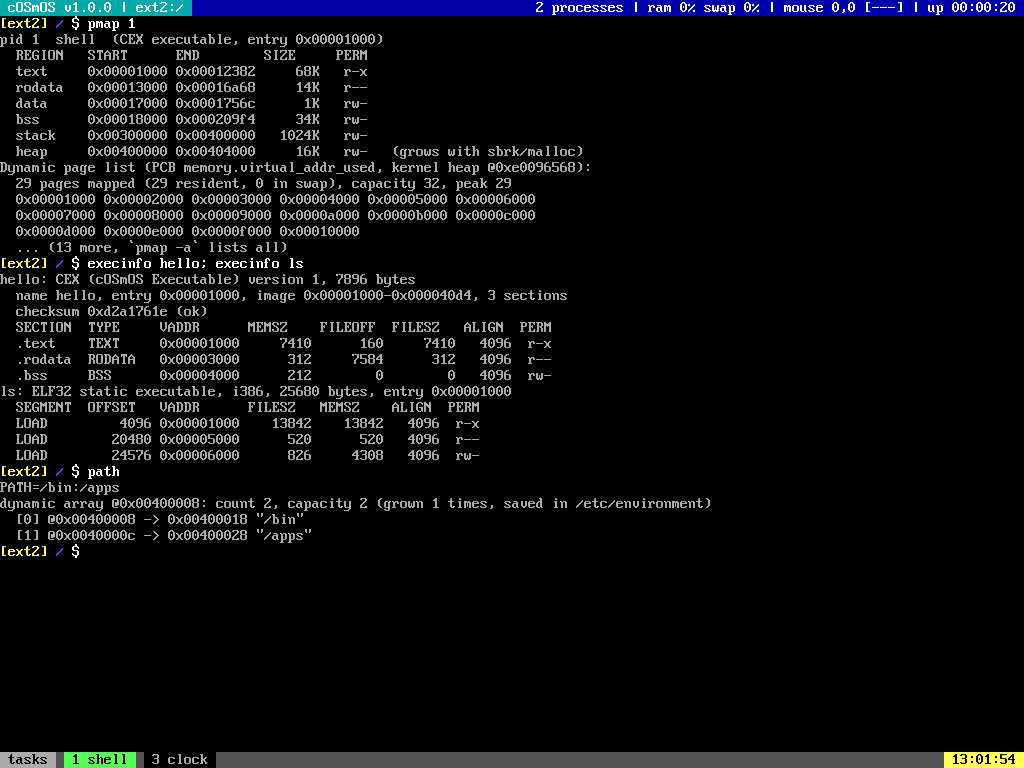 cOSmOS v1.0.0 | ext2:/ 2 processes | ram 0% swap 0% | mouse 0,0 [---] | up 00:00:20
[ext2] / $ pmap 1
pid 1  shell  (CEX executable, entry 0x00001000)
  REGION   START      END        SIZE     PERM
  text     0x00001000 0x00012382     68K   r-x
  rodata   0x00013000 0x00016a68     14K   r--
  data     0x00017000 0x0001756c      1K   rw-
  bss      0x00018000 0x000209f4     34K   rw-
  stack    0x00300000 0x00400000   1024K   rw-
  heap     0x00400000 0x00404000     16K   rw-   (grows with sbrk/malloc)
Dynamic page list (PCB memory.virtual_addr_used, kernel heap @0xe0096568):
  29 pages mapped (29 resident, 0 in swap), capacity 32, peak 29
  0x00001000 0x00002000 0x00003000 0x00004000 0x00005000 0x00006000
  0x00007000 0x00008000 0x00009000 0x0000a000 0x0000b000 0x0000c000
  0x0000d000 0x0000e000 0x0000f000 0x00010000
  ... (13 more, `pmap -a` lists all)
[ext2] / $ execinfo hello; execinfo ls
hello: CEX (cOSmOS Executable) version 1, 7896 bytes
  name hello, entry 0x00001000, image 0x00001000-0x000040d4, 3 sections
  checksum 0xd2a1761e (ok)
  SECTION  TYPE     VADDR      MEMSZ    FILEOFF  FILESZ   ALIGN  PERM
  .text    TEXT     0x00001000     7410      160     7410   4096  r-x
  .rodata  RODATA   0x00003000      312     7584      312   4096  r--
  .bss     BSS      0x00004000      212        0        0   4096  rw-
ls: ELF32 static executable, i386, 25680 bytes, entry 0x00001000
  SEGMENT  OFFSET   VADDR      FILESZ   MEMSZ    ALIGN  PERM
  LOAD         4096 0x00001000    13842    13842   4096  r-x
  LOAD        20480 0x00005000      520      520   4096  r--
  LOAD        24576 0x00006000      826     4308   4096  rw-
[ext2] / $ path
PATH=/bin:/apps
dynamic array @0x00400008: count 2, capacity 2 (grown 1 times, saved in /etc/environment)
  [0] @0x00400008 -> 0x00400018 "/bin"
  [1] @0x0040000c -> 0x00400028 "/apps"
[ext2] / $
tasks 1 shell 3 clock 13:01:54